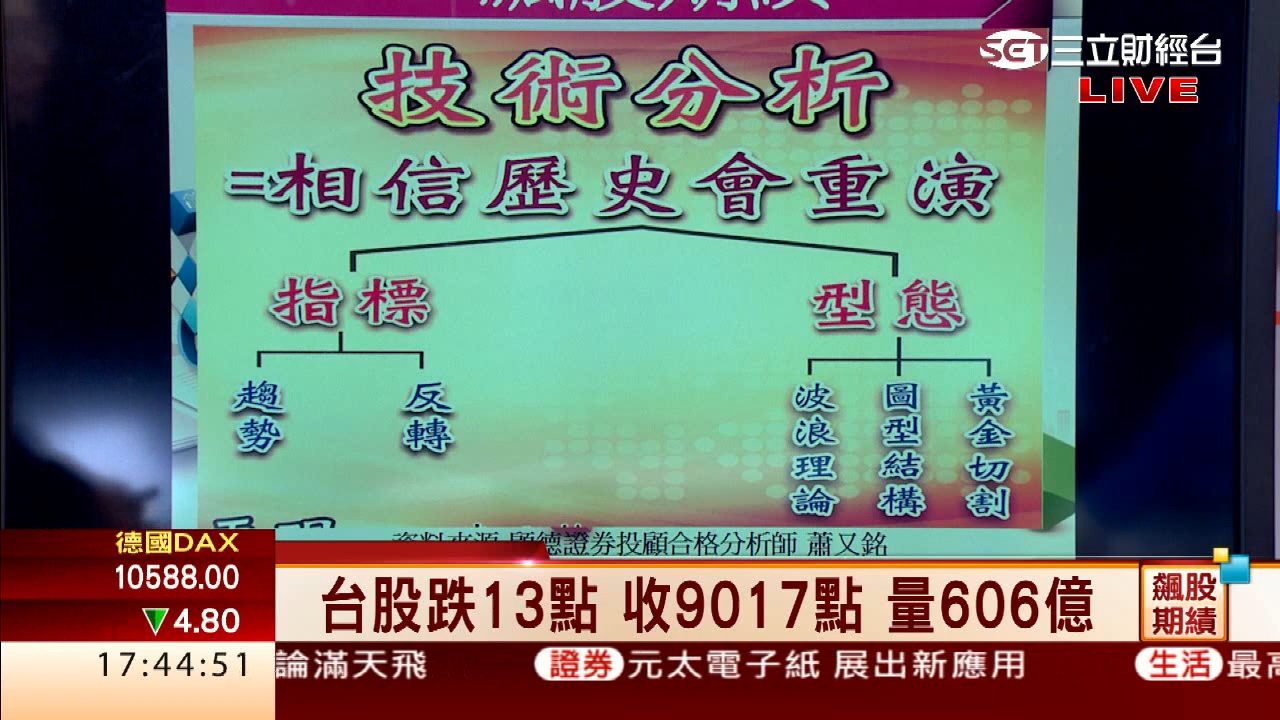 SET三立財經台
LIVE
技術分析
=相信歷史會重演
指標
型態
趨勢
反轉
波浪理論
圖型結構
黃金切割
資料來源 顧德證券投顧合格分析師 蕭又銘
德國DAX
10588.00
▼4.80
台股跌13點 收9017點 量606億
飆股期績
17:44:51
論滿天飛
證券 元太電子紙 展出新應用
生活 最高